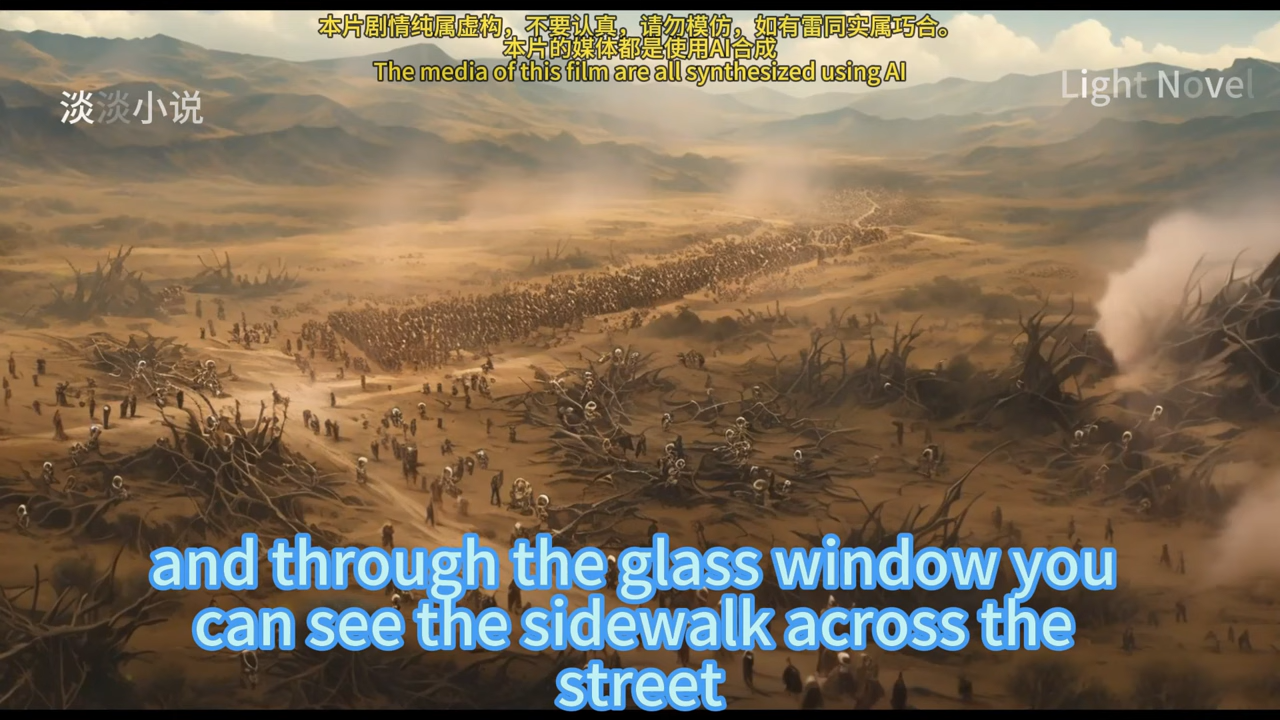 本片剧情纯属虚构，不要认真，请勿模仿，如有雷同实属巧合。
本片的媒体都是使用AI合成
The media of this film are all synthesized using AI
淡淡小说
Light Novel
and through the glass window you
can see the sidewalk across the
street